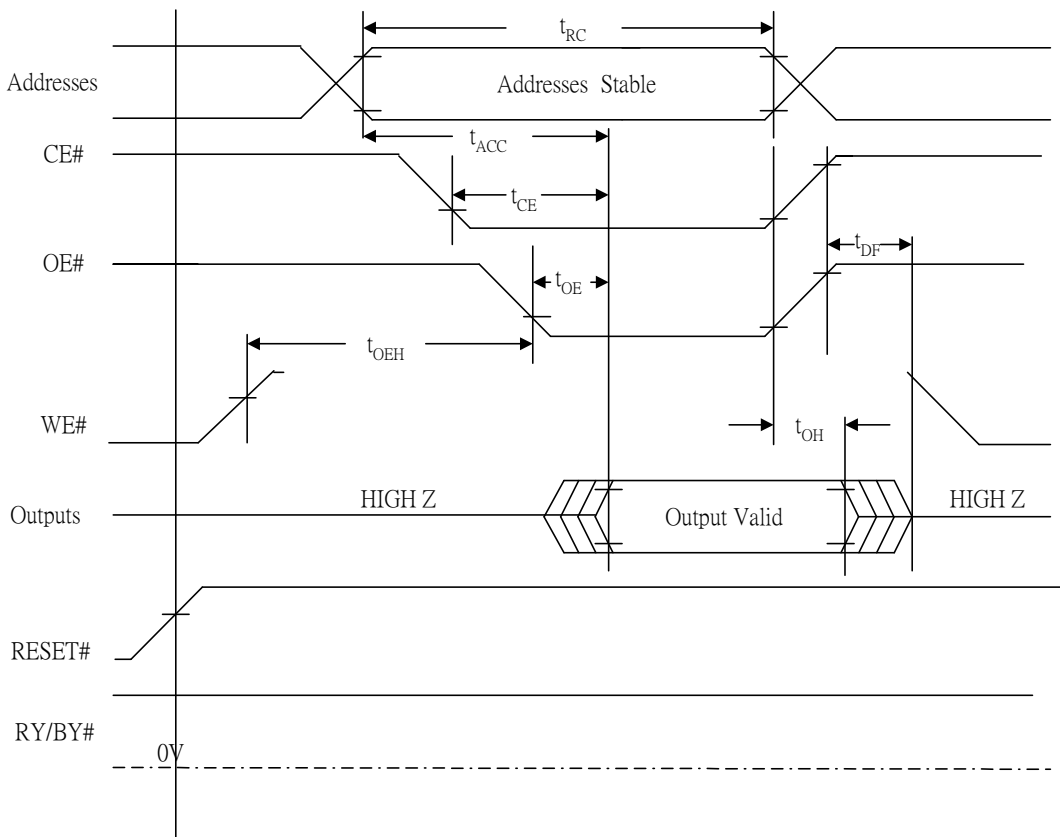 tRC
Addresses
Addresses Stable
tACC
CE#
tCE
OE#
tDF
tOE
tOEH
WE#
tOH
HIGH Z
HIGH Z
Outputs
Output Valid
RESET#
RY/BY#
0V